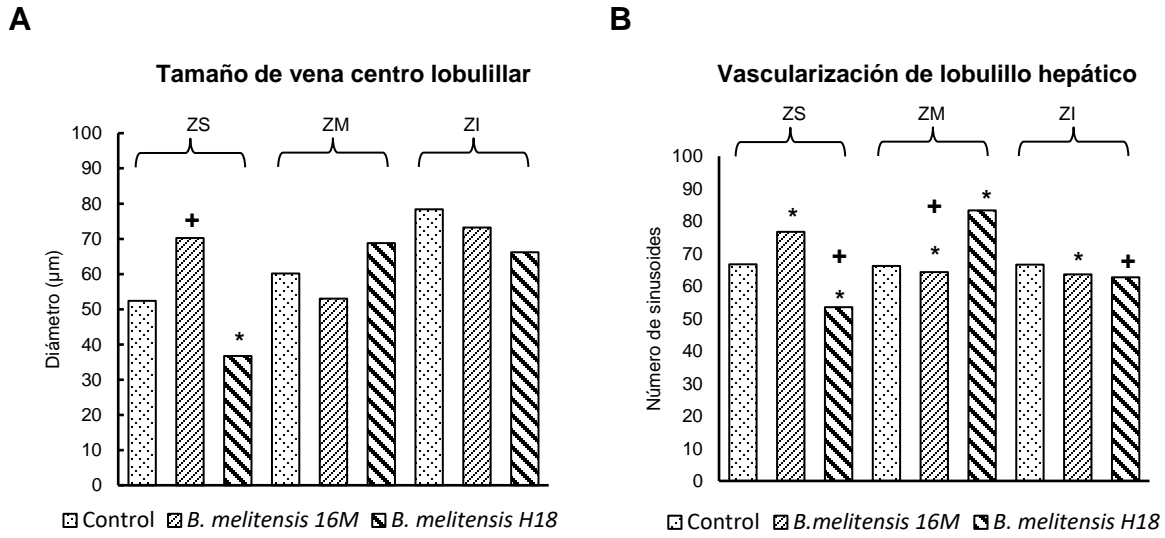 A
Tamaño de vena centro lobulillar
ZS ZM ZI
100
90
80
70
60
50
40
30
20
10
0
Diámetro (µm)
+
*
Control B. melitensis 16M B. melitensis H18
B
Vascularización de lobulillo hepático
ZS ZM ZI
100
90
80
70
60
50
40
30
20
10
0
Número de sinusoides
* + * + * * * +
Control B.melitensis 16M B. melitensis H18